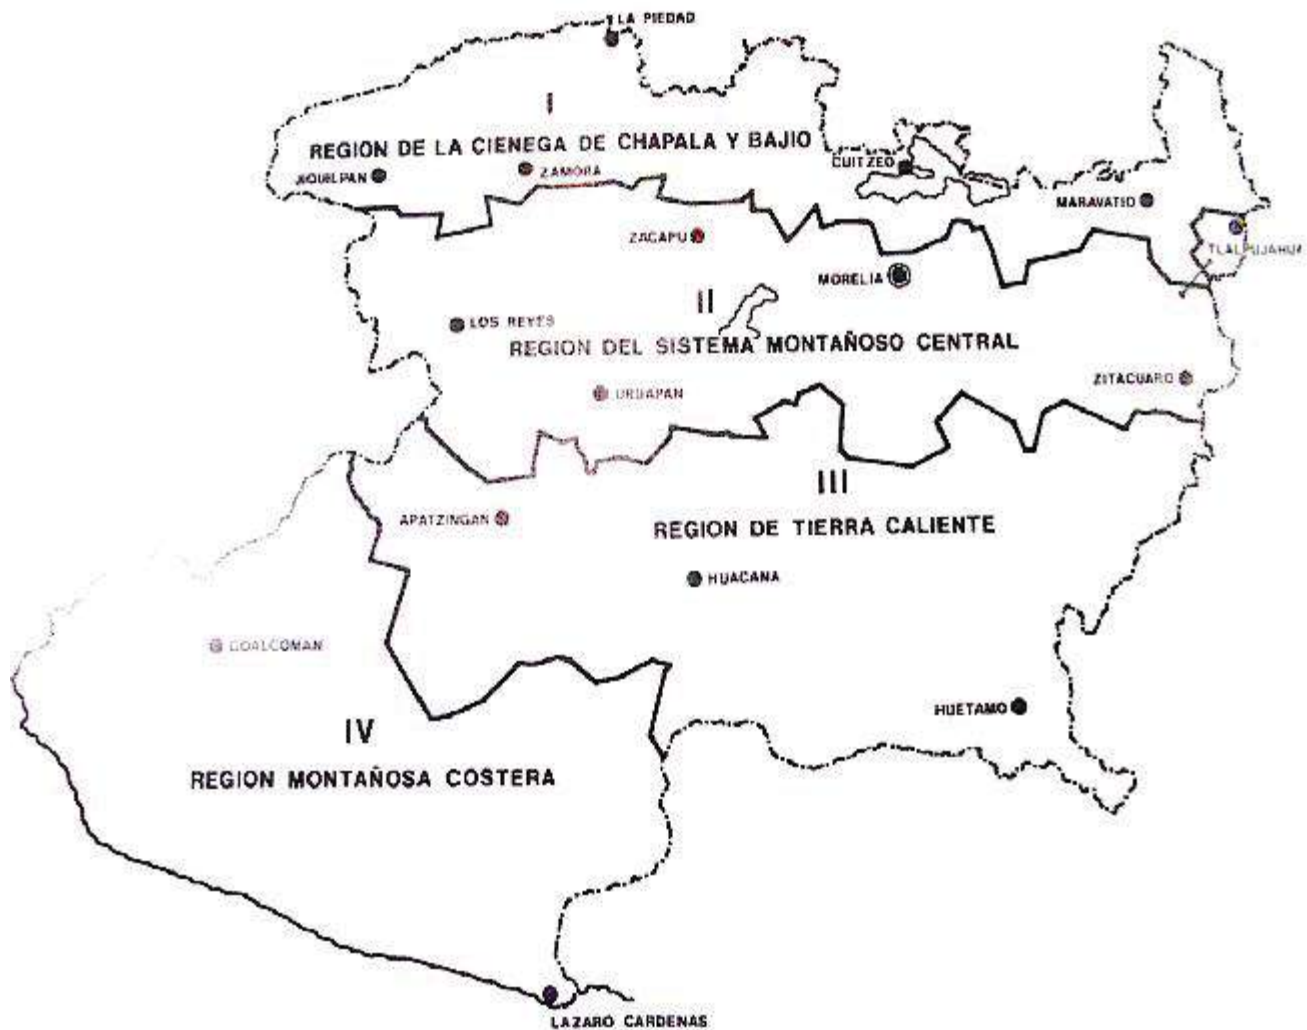 LA PIEDAD
I
REGION DE LA CIENEGA DE CHAPALA Y BAJIO
CUITZEO
JIQUILPAN
ZAMORA
MARAVATIO
ZACAPU
TLALPUJAHUA
MORELIA
II
LOS REYES
REGION DEL SISTEMA MONTAÑOSO CENTRAL
ZITACUARO
URUAPAN
III
APATZINGAN
REGION DE TIERRA CALIENTE
HUACANA
COALCOMAN
HUETAMO
IV
REGION MONTAÑOSA COSTERA
LAZARO CARDENAS